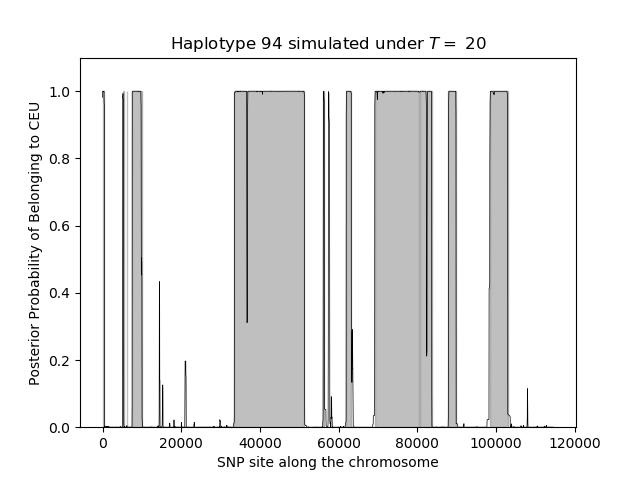 Haplotype 94 simulated under T = 20
Posterior Probability of Belonging to CEU
1.0
0.8
0.6
0.4
0.2
0.0
0 20000 40000 60000 80000 100000 120000
SNP site along the chromosome